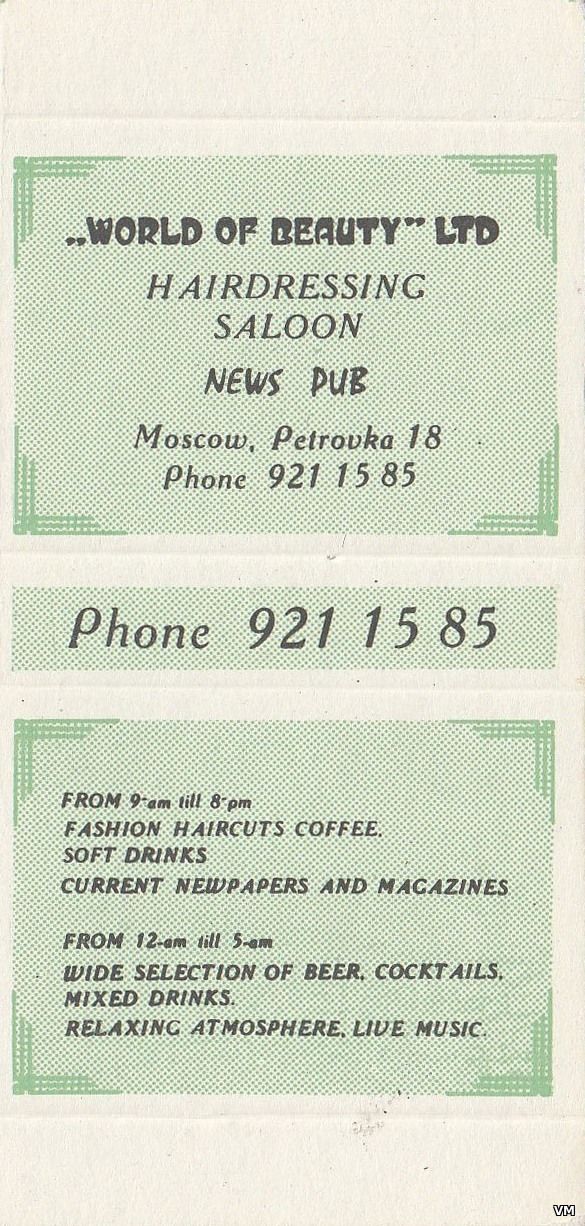 „WORLD OF BEAUTY” LTD
HAIRDRESSING
SALOON
NEWS PUB
Moscow, Petrovka 18
Phone 921 15 85
Phone 921 15 85
FROM 9-am till 8-pm
FASHION HAIRCUTS COFFEE.
SOFT DRINKS
CURRENT NEWPAPERS AND MAGAZINES
FROM 12-am till 5-am
WIDE SELECTION OF BEER. COCKTAILS.
MIXED DRINKS.
RELAXING ATMOSPHERE. LIVE MUSIC.
VM